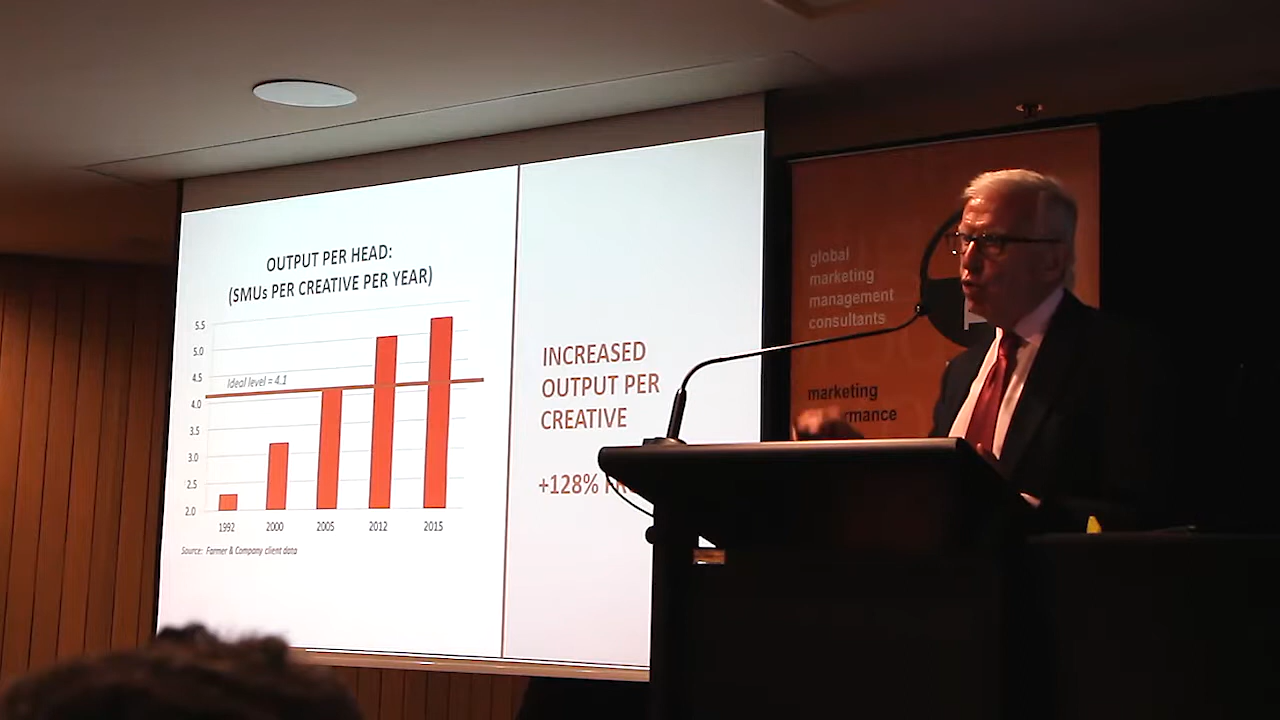 OUTPUT PER HEAD:
(SMUs PER CREATIVE PER YEAR)
5.5
5.0
4.5
4.0
3.5
3.0
2.5
2.0
Ideal level = 4.1
1992 2000 2005 2012 2015
Source: Farmer & Company client data
INCREASED
OUTPUT PER
CREATIVE
+128%
global
marketing
management
consultants
marketing